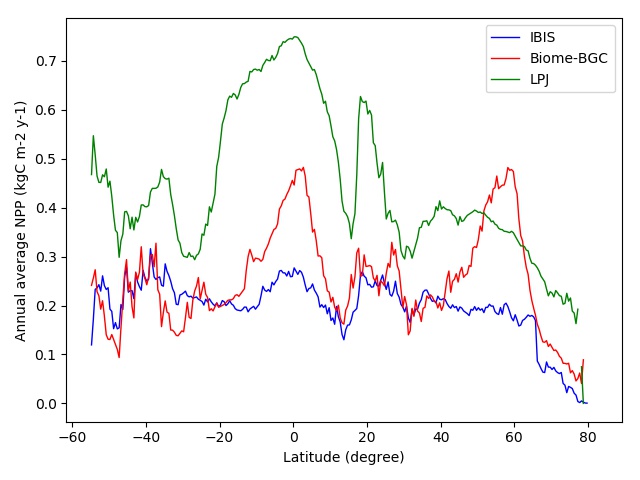 IBIS
Biome-BGC
LPJ
0.7
0.6
0.5
0.4
0.3
0.2
0.1
0.0
Annual average NPP (kgC m-2 y-1)
−60 −40 −20 0 20 40 60 80
Latitude (degree)